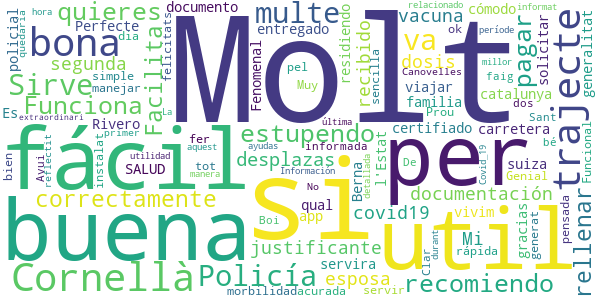 relacionado
quedaria
policial
quieres
documento
multe
vacuna
cómodo
informat
Perfecte
dia
va
hora
felicitats
entregado
ok
període
generalitat
bona
Facilitat
Fenomenal
Molt
pagar
trajecte
segunda
recibido
residiendo
dosis
solicitar
Sirve
simple
manejar
pel
Canovelles
sencilla
millor
Funciona
Muy
viajar
faig
catalunya
Es
extraordinari
La
última
familia
Prou
dos
Sant
fácil
Rivero
primer
fer
estupendo
certificado
carretera
bé
bien
Ayui
reflectit
instalat
utilidad
aquest
ayudas
informada
per
rellenar
SALUD
tot
manera
desplazas
l'Estat
De
Covid_19
suiza
Genial
Funcional
buena
si
No
Información
Berna
detallada
documentación
correctamente
qual
covid19
vivim
Mi
gracias
pensada
Boi
app
util
rápida
generat
Cornellà
Policía
justificante
servira
esposa
Clar
durant
recomiendo
morbilidad
acurada
servir